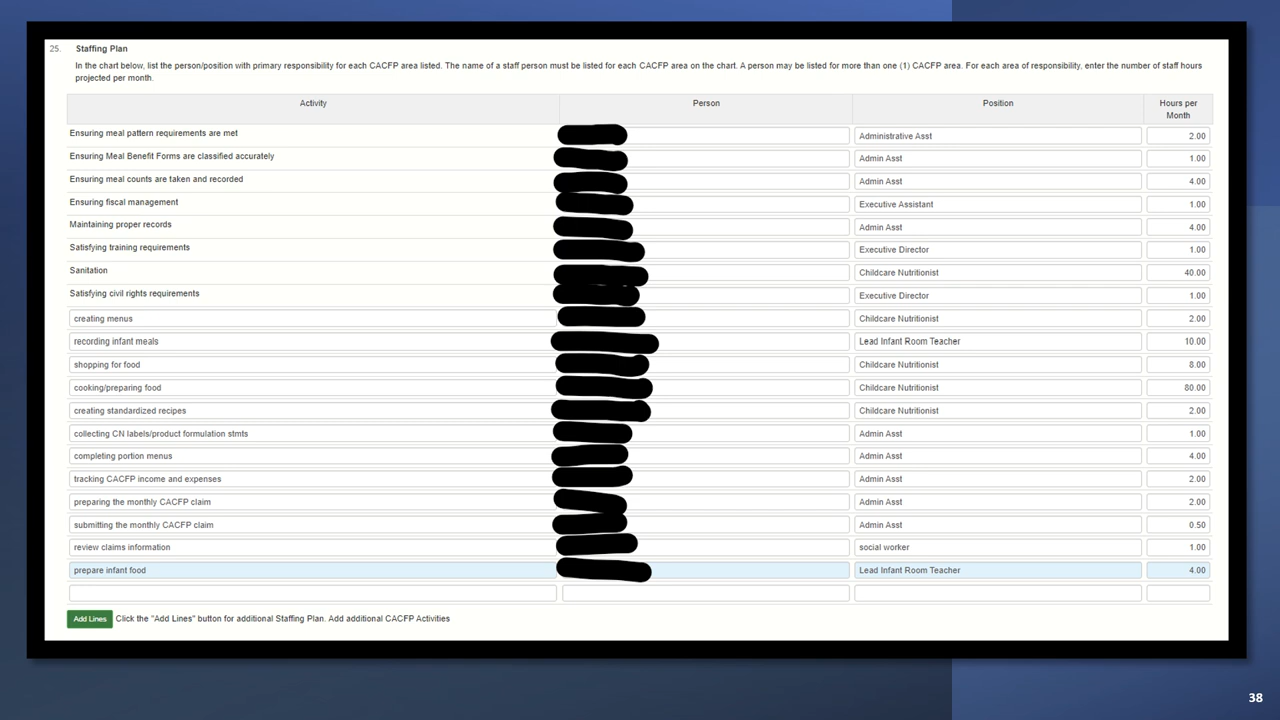 25. Staffing Plan
In the chart below, list the person/position with primary responsibility for each CACFP area listed. The name of a staff person must be listed for each CACFP area on the chart. A person may be listed for more than one (1) CACFP area. For each area of responsibility, enter the number of staff hours
projected per month.
Activity Person Position Hours per Month
Ensuring meal pattern requirements are met Administrative Asst 2.00
Ensuring Meal Benefit Forms are classified accurately Admin Asst 1.00
Ensuring meal counts are taken and recorded Admin Asst 4.00
Ensuring fiscal management Executive Assistant 1.00
Maintaining proper records Admin Asst 4.00
Satisfying training requirements Executive Director 1.00
Sanitation Childcare Nutritionist 40.00
Satisfying civil rights requirements Executive Director 1.00
creating menus Childcare Nutritionist 2.00
recording infant meals Lead Infant Room Teacher 10.00
shopping for food Childcare Nutritionist 8.00
cooking/preparing food Childcare Nutritionist 80.00
creating standardized recipes Childcare Nutritionist 2.00
collecting CN labels/product formulation stmts Admin Asst 1.00
completing portion menus Admin Asst 4.00
tracking CACFP income and expenses Admin Asst 2.00
preparing the monthly CACFP claim Admin Asst 2.00
submitting the monthly CACFP claim Admin Asst 0.50
review claims information social worker 1.00
prepare infant food Lead Infant Room Teacher 4.00
Add Lines Click the "Add Lines" button for additional Staffing Plan. Add additional CACFP Activities
38